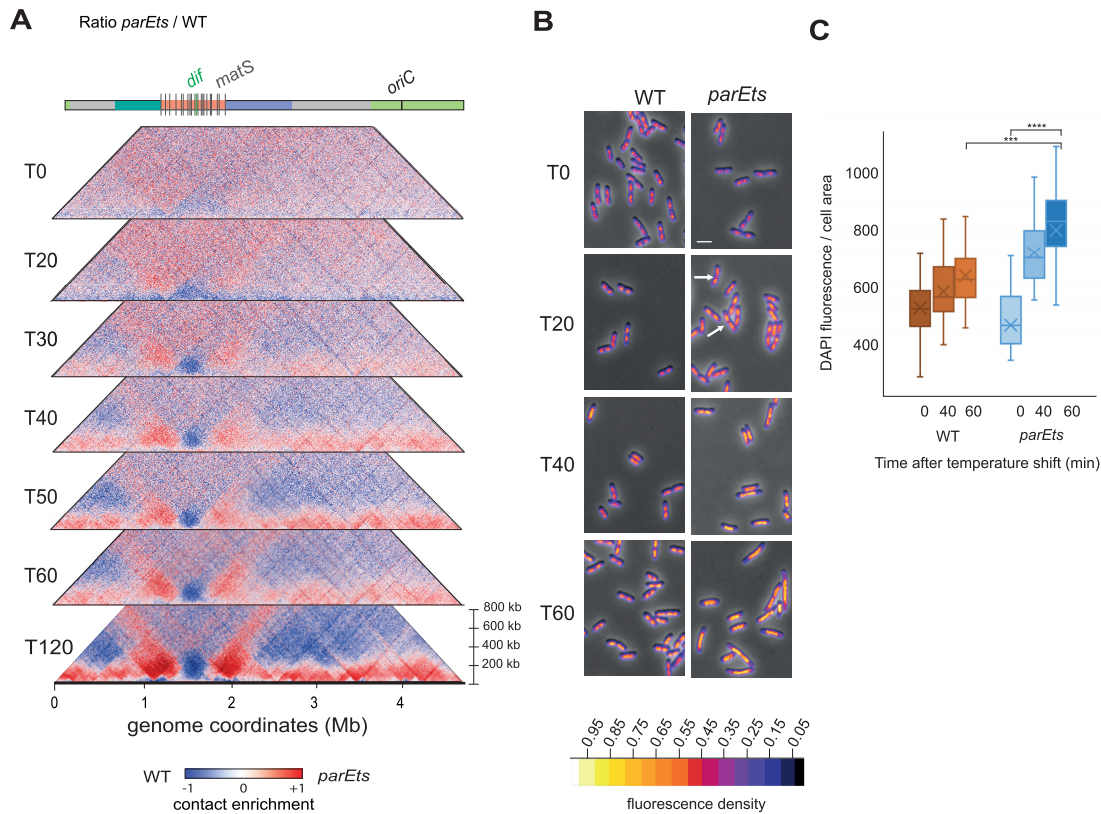 A
Ratio parEts / WT
dif
matS
oriC
T0
T20
T30
T40
T50
T60
T120
800 kb
600 kb
400 kb
200 kb
0 1 2 3 4
genome coordinates (Mb)
WT
parEts
-1 0 +1
contact enrichment
B
WT parEts
T0
T20
T40
T60
0.95 0.85 0.75 0.65 0.55 0.45 0.35 0.25 0.15 0.05
fluorescence density
C
****
***
1000
800
600
400
DAPI fluorescence / cell area
0 40 60 0 40 60
WT parEts
Time after temperature shift (min)